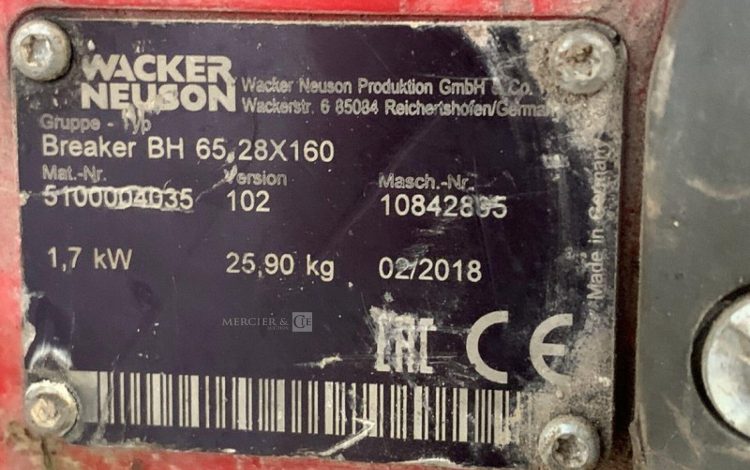 WACKER
NEUSON
Wacker Neuson Produktion GmbH & Co.
Wackerstr. 6 85084 Reichertshofen/Germany
Gruppe - Typ
Breaker BH 65,28X160
Mat.-Nr. Version Masch.-Nr.
5100004035 102 10842895
1,7 kW 25,90 kg 02/2018
Made in Germany
MERCIER & CIE
AUCTION
EAC CE